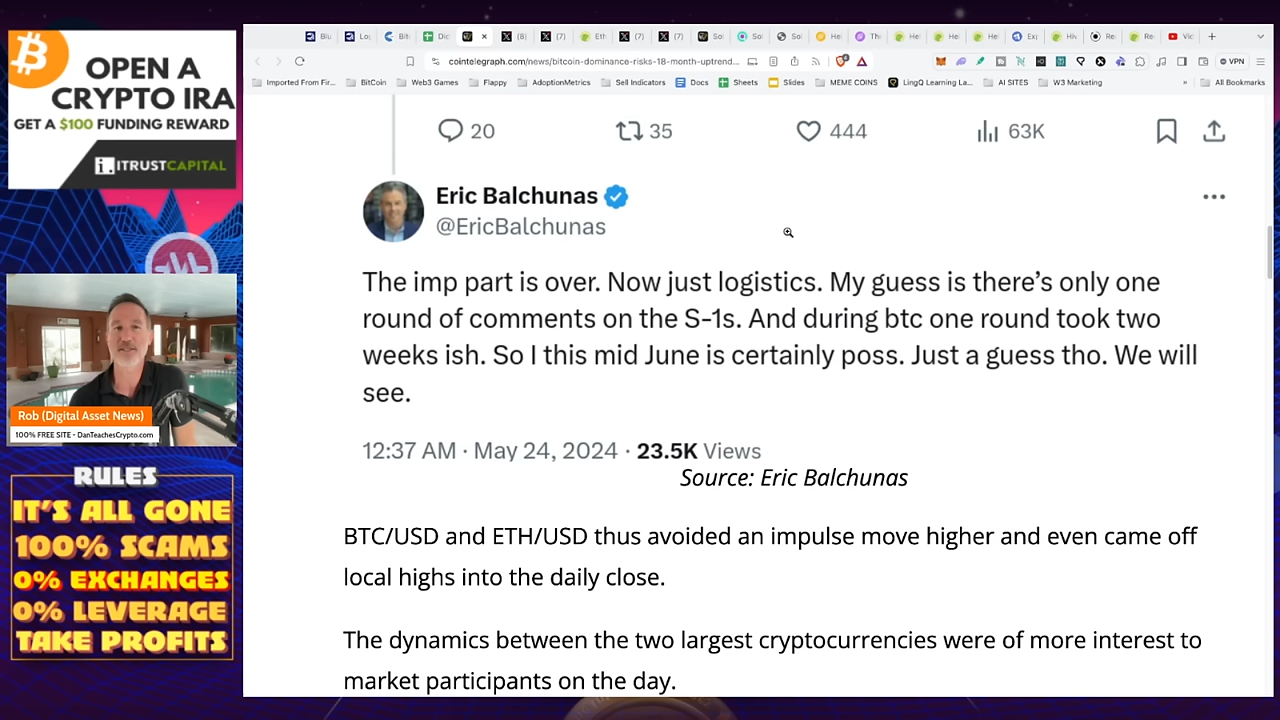 OPEN A
CRYPTO IRA
GET A $100 FUNDING REWARD
i. iTRUSTCAPITAL
Rob (Digital Asset News)
100% FREE SITE - DanTeachesCrypto.com
RULES
IT'S ALL GONE
100% SCAMS
0% EXCHANGES
0% LEVERAGE
TAKE PROFITS
cointelegraph.com/news/bitcoin-dominance-risks-18-month-uptrend...
VPN
Imported From Fir... BitCoin Web3 Games Flappy AdoptionMetrics Sell Indicators Docs Sheets Slides MEME COINS LingQ Learning La... AI SITES W3 Marketing » All Bookmarks
20 35 444 63K
Eric Balchunas
@EricBalchunas
The imp part is over. Now just logistics. My guess is there's only one
round of comments on the S-1s. And during btc one round took two
weeks ish. So I this mid June is certainly poss. Just a guess tho. We will
see.
12:37 AM · May 24, 2024 · 23.5K Views
Source: Eric Balchunas
BTC/USD and ETH/USD thus avoided an impulse move higher and even came off
local highs into the daily close.
The dynamics between the two largest cryptocurrencies were of more interest to
market participants on the day.